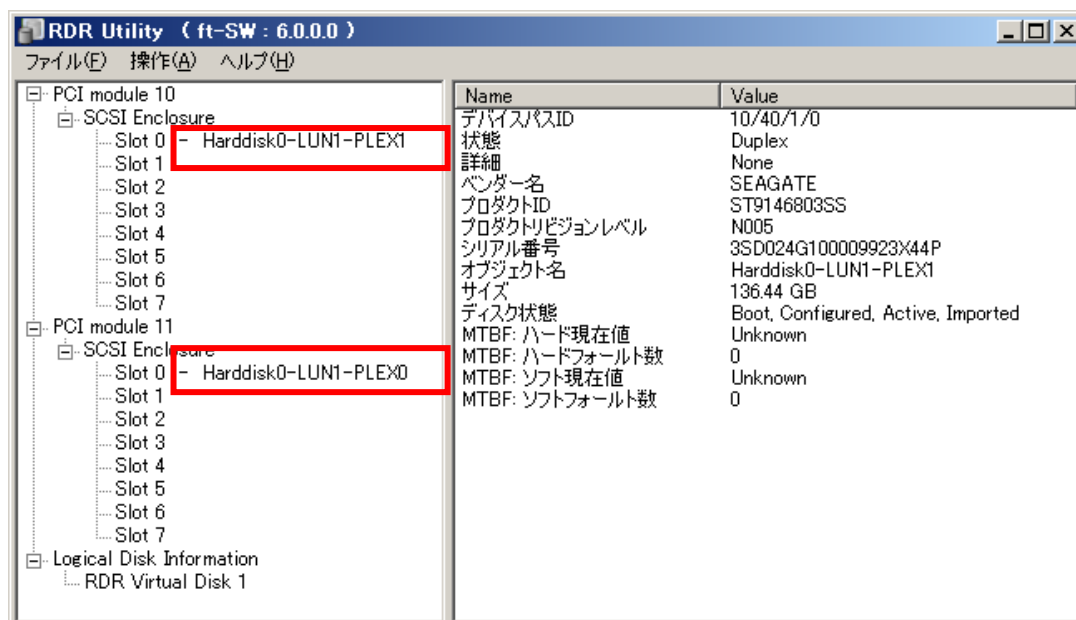 RDR Utility ( ft-SW : 6.0.0.0 )
ファイル(F) 操作(A) ヘルプ(H)
PCI module 10
SCSI Enclosure
Slot 0 - Harddisk0-LUN1-PLEX1
Slot 1
Slot 2
Slot 3
Slot 4
Slot 5
Slot 6
Slot 7
PCI module 11
SCSI Enclosure
Slot 0 - Harddisk0-LUN1-PLEX0
Slot 1
Slot 2
Slot 3
Slot 4
Slot 5
Slot 6
Slot 7
Logical Disk Information
RDR Virtual Disk 1
Name Value
デバイスパスID 10/40/1/0
状態 Duplex
詳細 None
ベンダー名 SEAGATE
プロダクトID ST9146803SS
プロダクトリビジョンレベル N005
シリアル番号 3SD024G100009923X44P
オブジェクト名 Harddisk0-LUN1-PLEX1
サイズ 136.44 GB
ディスク状態 Boot, Configured, Active, Imported
MTBF: ハード現在値 Unknown
MTBF: ハードフォールト数 0
MTBF: ソフト現在値 Unknown
MTBF: ソフトフォールト数 0